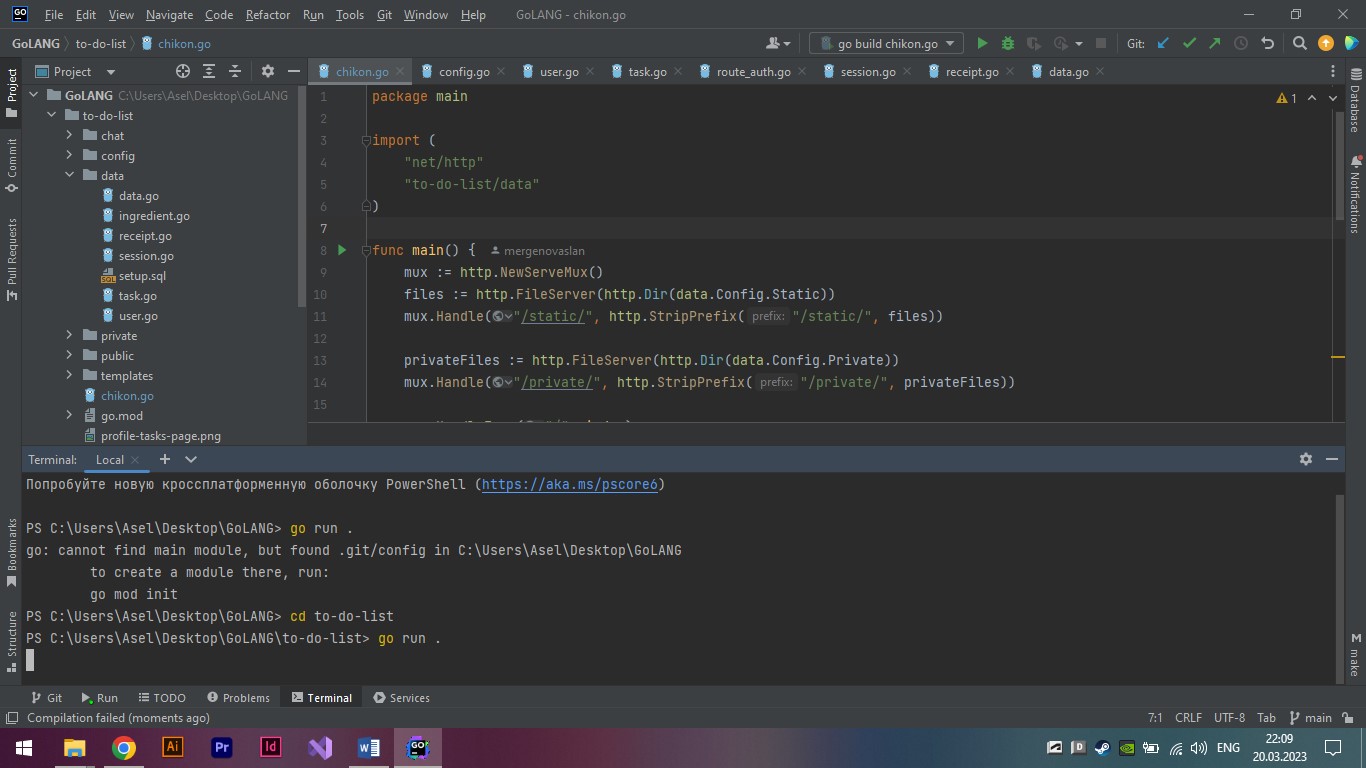 File Edit View Navigate Code Refactor Run Tools Git Window Help GoLANG - chikon.go
GoLANG to-do-list chikon.go
go build chikon.go
Git:
Project
chikon.go config.go user.go task.go route_auth.go session.go receipt.go data.go
GoLANG C:\Users\Asel\Desktop\GoLANG
to-do-list
chat
config
data
data.go
ingredient.go
receipt.go
session.go
setup.sql
task.go
user.go
private
public
templates
chikon.go
go.mod
profile-tasks-page.png
1 package main
2
3 import (
4 "net/http"
5 "to-do-list/data"
6 )
7
8 func main() { mergenovaslan
9 mux := http.NewServeMux()
10 files := http.FileServer(http.Dir(data.Config.Static))
11 mux.Handle("/static/", http.StripPrefix( prefix: "/static/", files))
12
13 privateFiles := http.FileServer(http.Dir(data.Config.Private))
14 mux.Handle("/private/", http.StripPrefix( prefix: "/private/", privateFiles))
15
1
Project
Commit
Pull Requests
Bookmarks
Structure
Database
Notifications
make
Terminal: Local
Попробуйте новую кроссплатформенную оболочку PowerShell (https://aka.ms/pscore6)
PS C:\Users\Asel\Desktop\GoLANG> go run .
go: cannot find main module, but found .git/config in C:\Users\Asel\Desktop\GoLANG
to create a module there, run:
go mod init
PS C:\Users\Asel\Desktop\GoLANG> cd to-do-list
PS C:\Users\Asel\Desktop\GoLANG\to-do-list> go run .
Git Run TODO Problems Terminal Services
Compilation failed (moments ago) 7:1 CRLF UTF-8 Tab main
ENG 22:09
20.03.2023